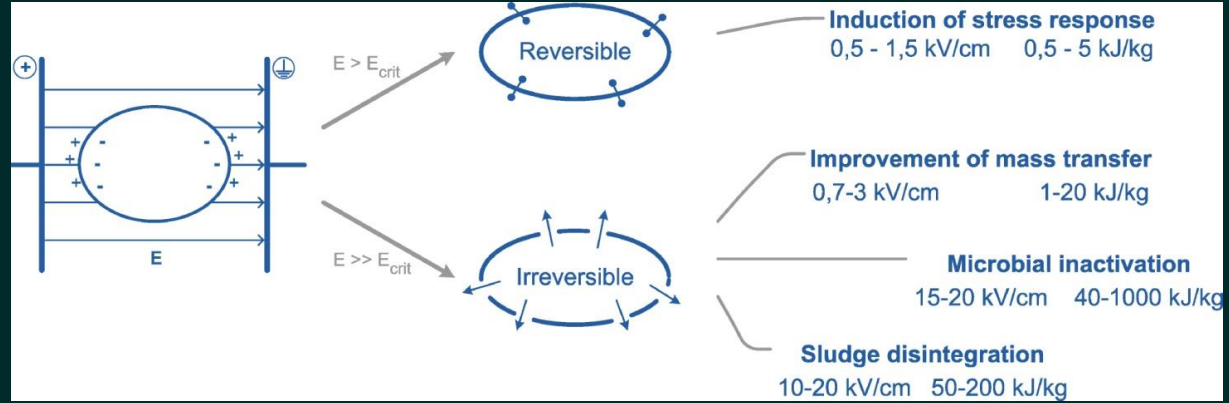 E > Ecrit
Reversible
Induction of stress response
0,5 - 1,5 kV/cm 0,5 - 5 kJ/kg
+
+ - - +
+ - - +
+ - - +
E
E >> Ecrit
Irreversible
Improvement of mass transfer
0,7-3 kV/cm 1-20 kJ/kg
Microbial inactivation
15-20 kV/cm 40-1000 kJ/kg
Sludge disintegration
10-20 kV/cm 50-200 kJ/kg